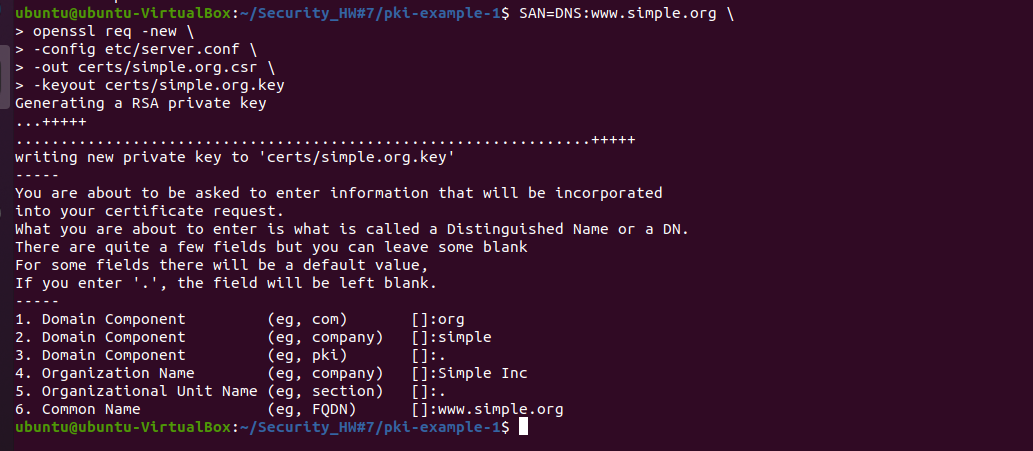 ubuntu@ubuntu-VirtualBox:~/Security_HW#7/pki-example-1$ SAN=DNS:www.simple.org \
> openssl req -new \
> -config etc/server.conf \
> -out certs/simple.org.csr \
> -keyout certs/simple.org.key
Generating a RSA private key
...+++++
................................................................+++++
writing new private key to 'certs/simple.org.key'
-----
You are about to be asked to enter information that will be incorporated
into your certificate request.
What you are about to enter is what is called a Distinguished Name or a DN.
There are quite a few fields but you can leave some blank
For some fields there will be a default value,
If you enter '.', the field will be left blank.
-----
1. Domain Component         (eg, com)       []:org
2. Domain Component         (eg, company)   []:simple
3. Domain Component         (eg, pki)       []:.
4. Organization Name        (eg, company)   []:Simple Inc
5. Organizational Unit Name (eg, section)   []:.
6. Common Name              (eg, FQDN)      []:www.simple.org
ubuntu@ubuntu-VirtualBox:~/Security_HW#7/pki-example-1$